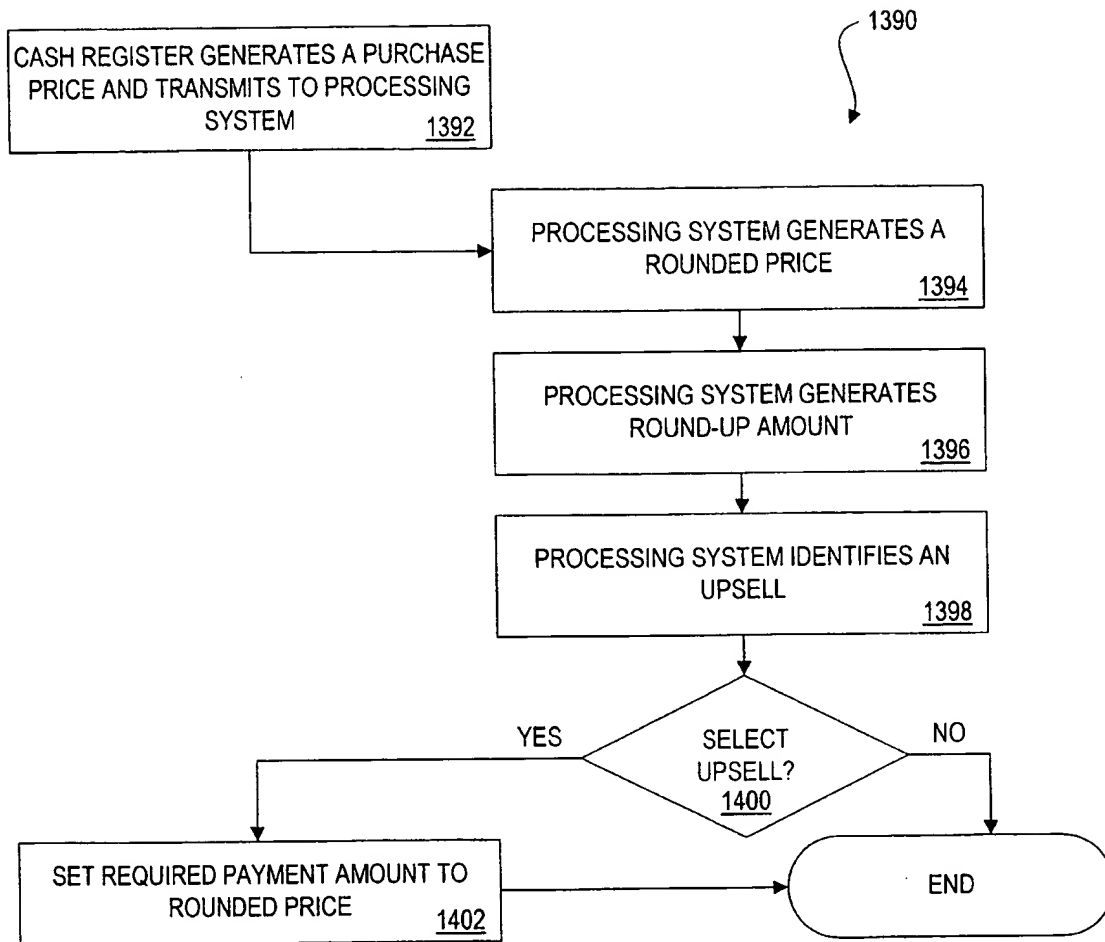 1390
CASH REGISTER GENERATES A PURCHASE
PRICE AND TRANSMITS TO PROCESSING
SYSTEM
1392
PROCESSING SYSTEM GENERATES A
ROUNDED PRICE
1394
PROCESSING SYSTEM GENERATES
ROUND-UP AMOUNT
1396
PROCESSING SYSTEM IDENTIFIES AN
UPSELL
1398
YES
SELECT
UPSELL?
1400
NO
SET REQUIRED PAYMENT AMOUNT TO
ROUNDED PRICE
1402
END